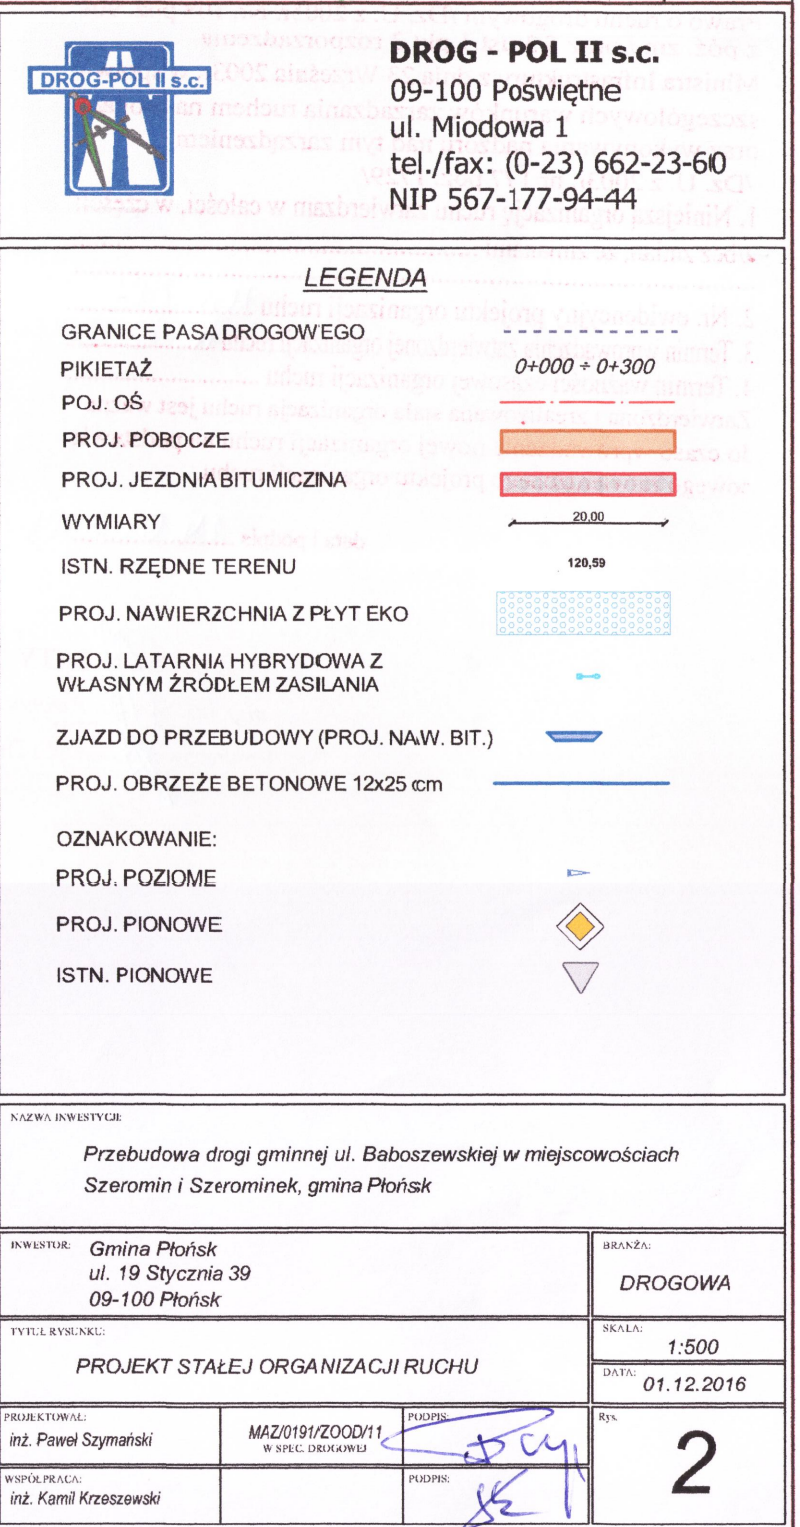 DROG-POL II s.c.
DROG - POL II s.c.
09-100 Poświętne
ul. Miodowa 1
tel./fax: (0-23) 662-23-60
NIP 567-177-94-44
LEGENDA
GRANICE PASA DROGOWEGO
PIKIETAŻ 0+000 ÷ 0+300
POJ. OŚ
PROJ. POBOCZE
PROJ. JEZDNIA BITUMICZNA
WYMIARY 20,00
ISTN. RZĘDNE TERENU 120,59
PROJ. NAWIERZCHNIA Z PŁYT EKO
PROJ. LATARNIA HYBRYDOWA Z
WŁASNYM ŹRÓDŁEM ZASILANIA
ZJAZD DO PRZEBUDOWY (PROJ. NAW. BIT.)
PROJ. OBRZEŻE BETONOWE 12x25 cm
OZNAKOWANIE:
PROJ. POZIOME
PROJ. PIONOWE
ISTN. PIONOWE
NAZWA INWESTYCJI:
Przebudowa drogi gminnej ul. Baboszewskiej w miejscowościach
Szeromin i Szerominek, gmina Płońsk
INWESTOR: Gmina Płońsk
ul. 19 Stycznia 39
09-100 Płońsk
BRANŻA:
DROGOWA
TYTUŁ RYSUNKU:
PROJEKT STAŁEJ ORGANIZACJI RUCHU
SKALA:
1:500
DATA: 01.12.2016
PROJEKTOWAŁ:
inż. Paweł Szymański
MAZ/0191/ZOOD/11
W SPEC. DROGOWEJ
PODPIS:
Rys.
2
WSPÓŁPRACA:
inż. Kamil Krzeszewski
PODPIS: